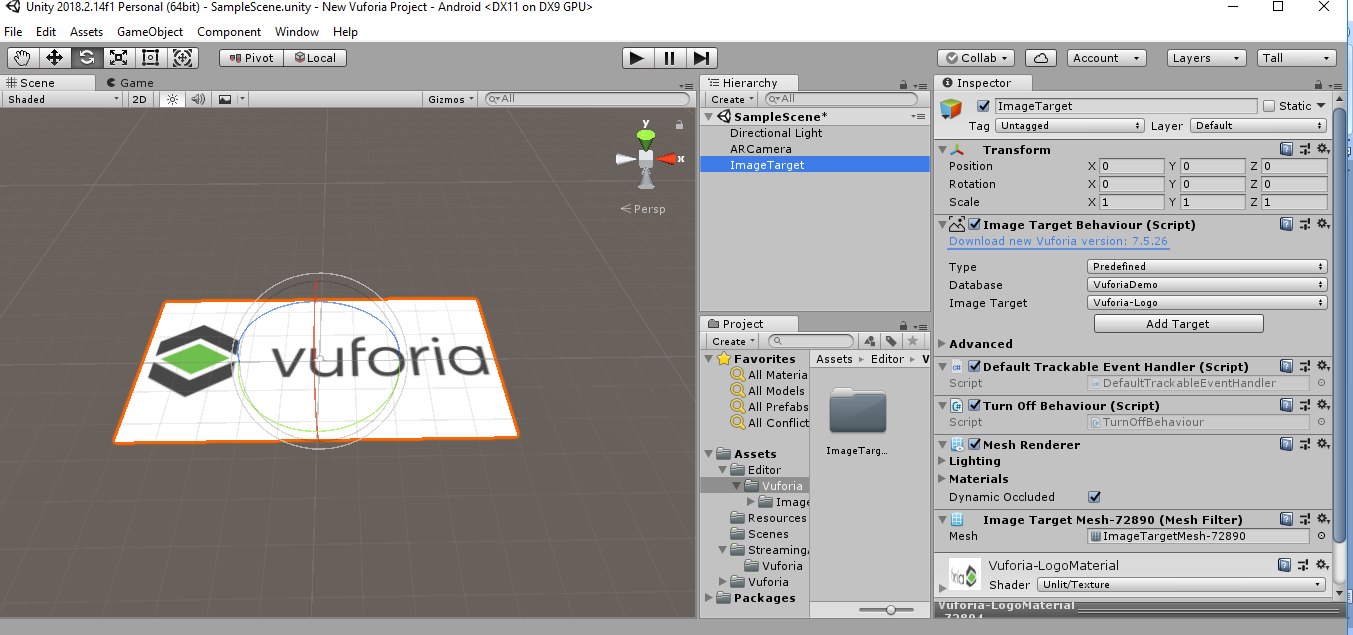 Unity 2018.2.14f1 Personal (64bit) - SampleScene.unity - New Vuforia Project - Android <DX11 on DX9 GPU>
File Edit Assets GameObject Component Vuforia Window Help
Pivot Local Collab Account Layers Tall
Scene Game
Shaded 2D Gizmos All
y
x
Persp
vuforia
Hierarchy
Create All
SampleScene*
Directional Light
ARCamera
ImageTarget
Project
Create
Favorites
All Materia
All Models
All Prefabs
All Conflict
Assets
Editor
Vuforia
Image
Resources
Scenes
Streaming
Vuforia
Vuforia
Packages
Assets Editor V
ImageTarg...
Inspector
ImageTarget Static
Tag Untagged Layer Default
Transform
Position X 0 Y 0 Z 0
Rotation X 0 Y 0 Z 0
Scale X 1 Y 1 Z 1
Image Target Behaviour (Script)
Download new Vuforia version: 7.5.26
Type Predefined
Database VuforiaDemo
Image Target Vuforia-Logo
Add Target
Advanced
Default Trackable Event Handler (Script)
Script DefaultTrackableEventHandler
Turn Off Behaviour (Script)
Script TurnOffBehaviour
Mesh Renderer
Lighting
Materials
Dynamic Occluded
Image Target Mesh-72890 (Mesh Filter)
Mesh ImageTargetMesh-72890
Vuforia-LogoMaterial
Shader Unlit/Texture
Vuforia-LogoMaterial